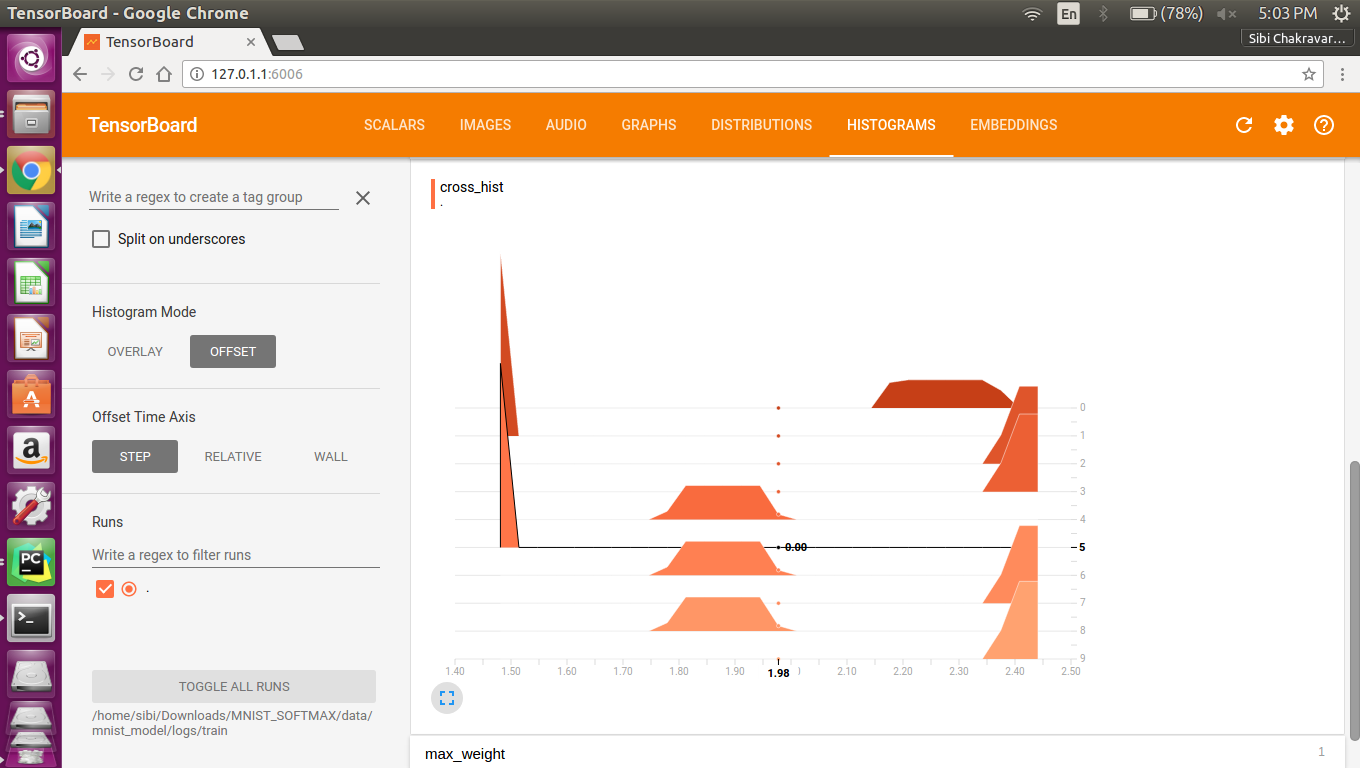 TensorBoard - Google Chrome
En
(78%)
5:03 PM
TensorBoard
Sibi Chakravar...
127.0.1.1:6006
TensorBoard
SCALARS
IMAGES
AUDIO
GRAPHS
DISTRIBUTIONS
HISTOGRAMS
EMBEDDINGS
Write a regex to create a tag group
Split on underscores
Histogram Mode
OVERLAY
OFFSET
Offset Time Axis
STEP
RELATIVE
WALL
Runs
Write a regex to filter runs
.
TOGGLE ALL RUNS
/home/sibi/Downloads/MNIST_SOFTMAX/data/
mnist_model/logs/train
cross_hist
.
0
1
2
3
4
0.00
5
6
7
8
9
1.40
1.50
1.60
1.70
1.80
1.90
1.98
2.10
2.20
2.30
2.40
2.50
max_weight
1
PC
>_
a
A